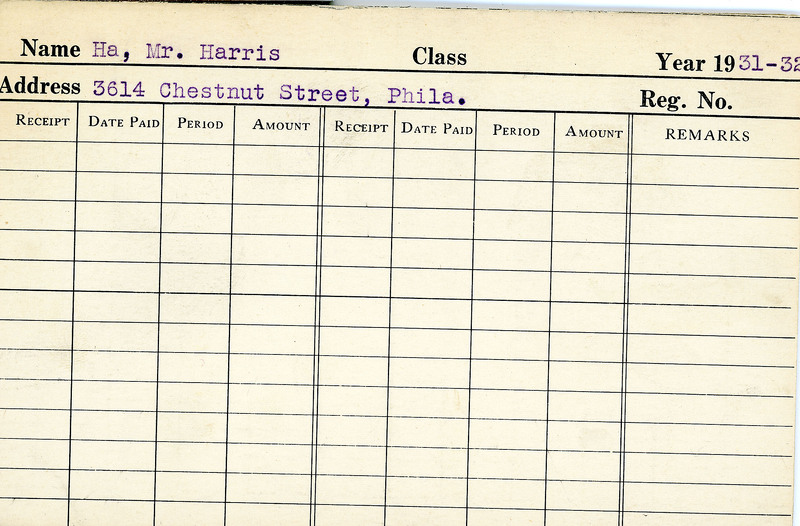 Name Ha, Mr. Harris Class Year 1931-32
Address 3614 Chestnut Street, Phila. Reg. No.
RECEIPT DATE PAID PERIOD AMOUNT RECEIPT DATE PAID PERIOD AMOUNT REMARKS